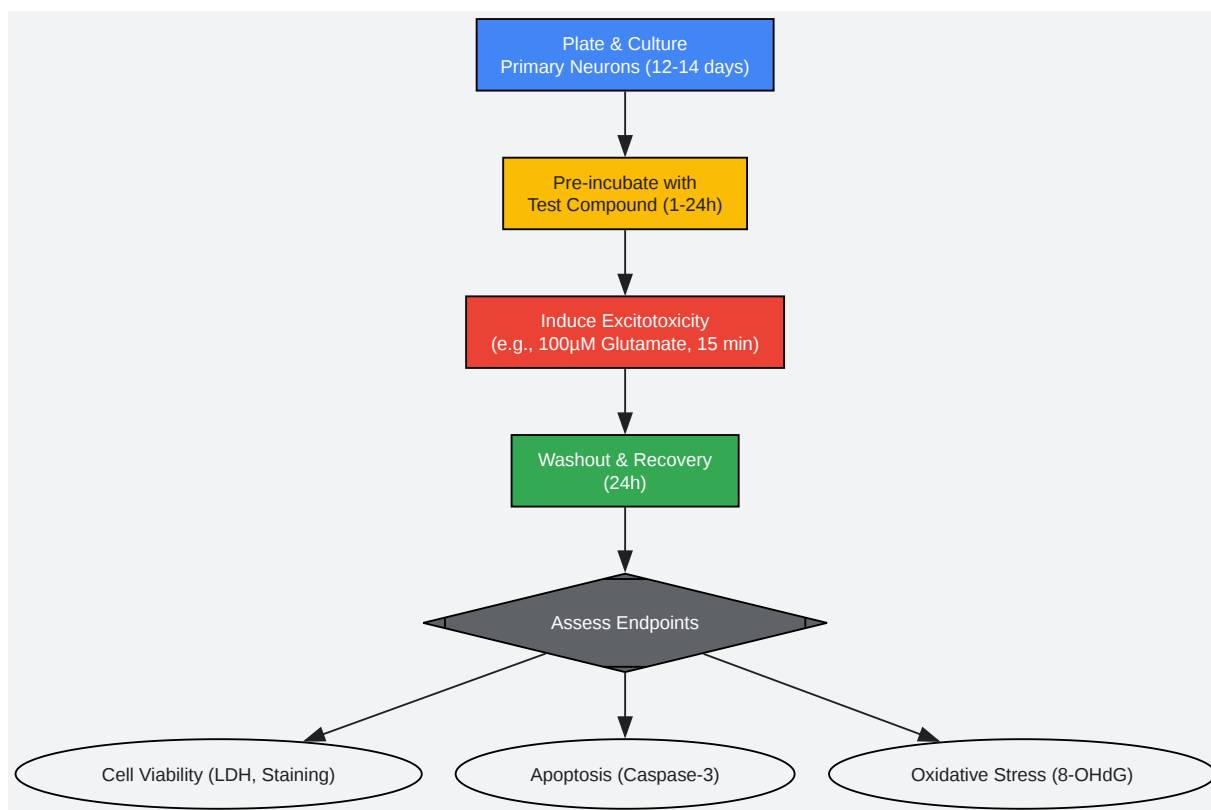 Plate & Culture
Primary Neurons (12-14 days)
Pre-incubate with
Test Compound (1-24h)
Induce Excitotoxicity
(e.g., 100µM Glutamate, 15 min)
Washout & Recovery
(24h)
Assess Endpoints
Cell Viability (LDH, Staining)
Apoptosis (Caspase-3)
Oxidative Stress (8-OHdG)